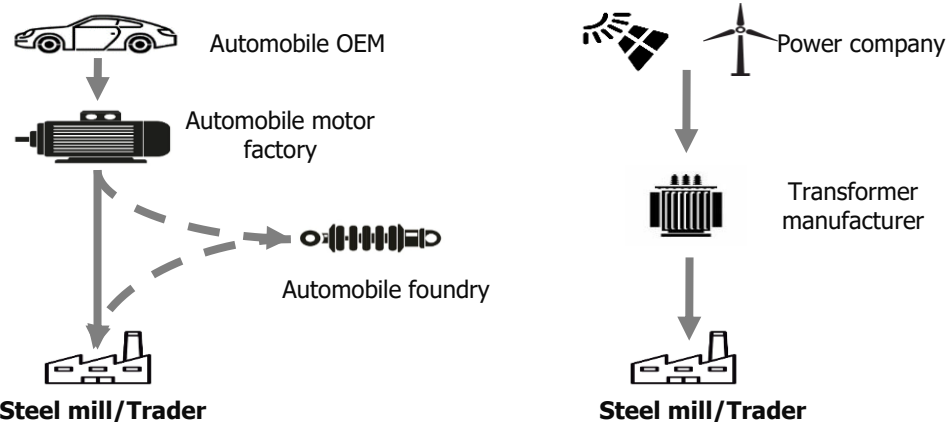 Automobile OEM
Automobile motor
factory
Automobile foundry
Steel mill/Trader
Power company
Transformer
manufacturer
Steel mill/Trader